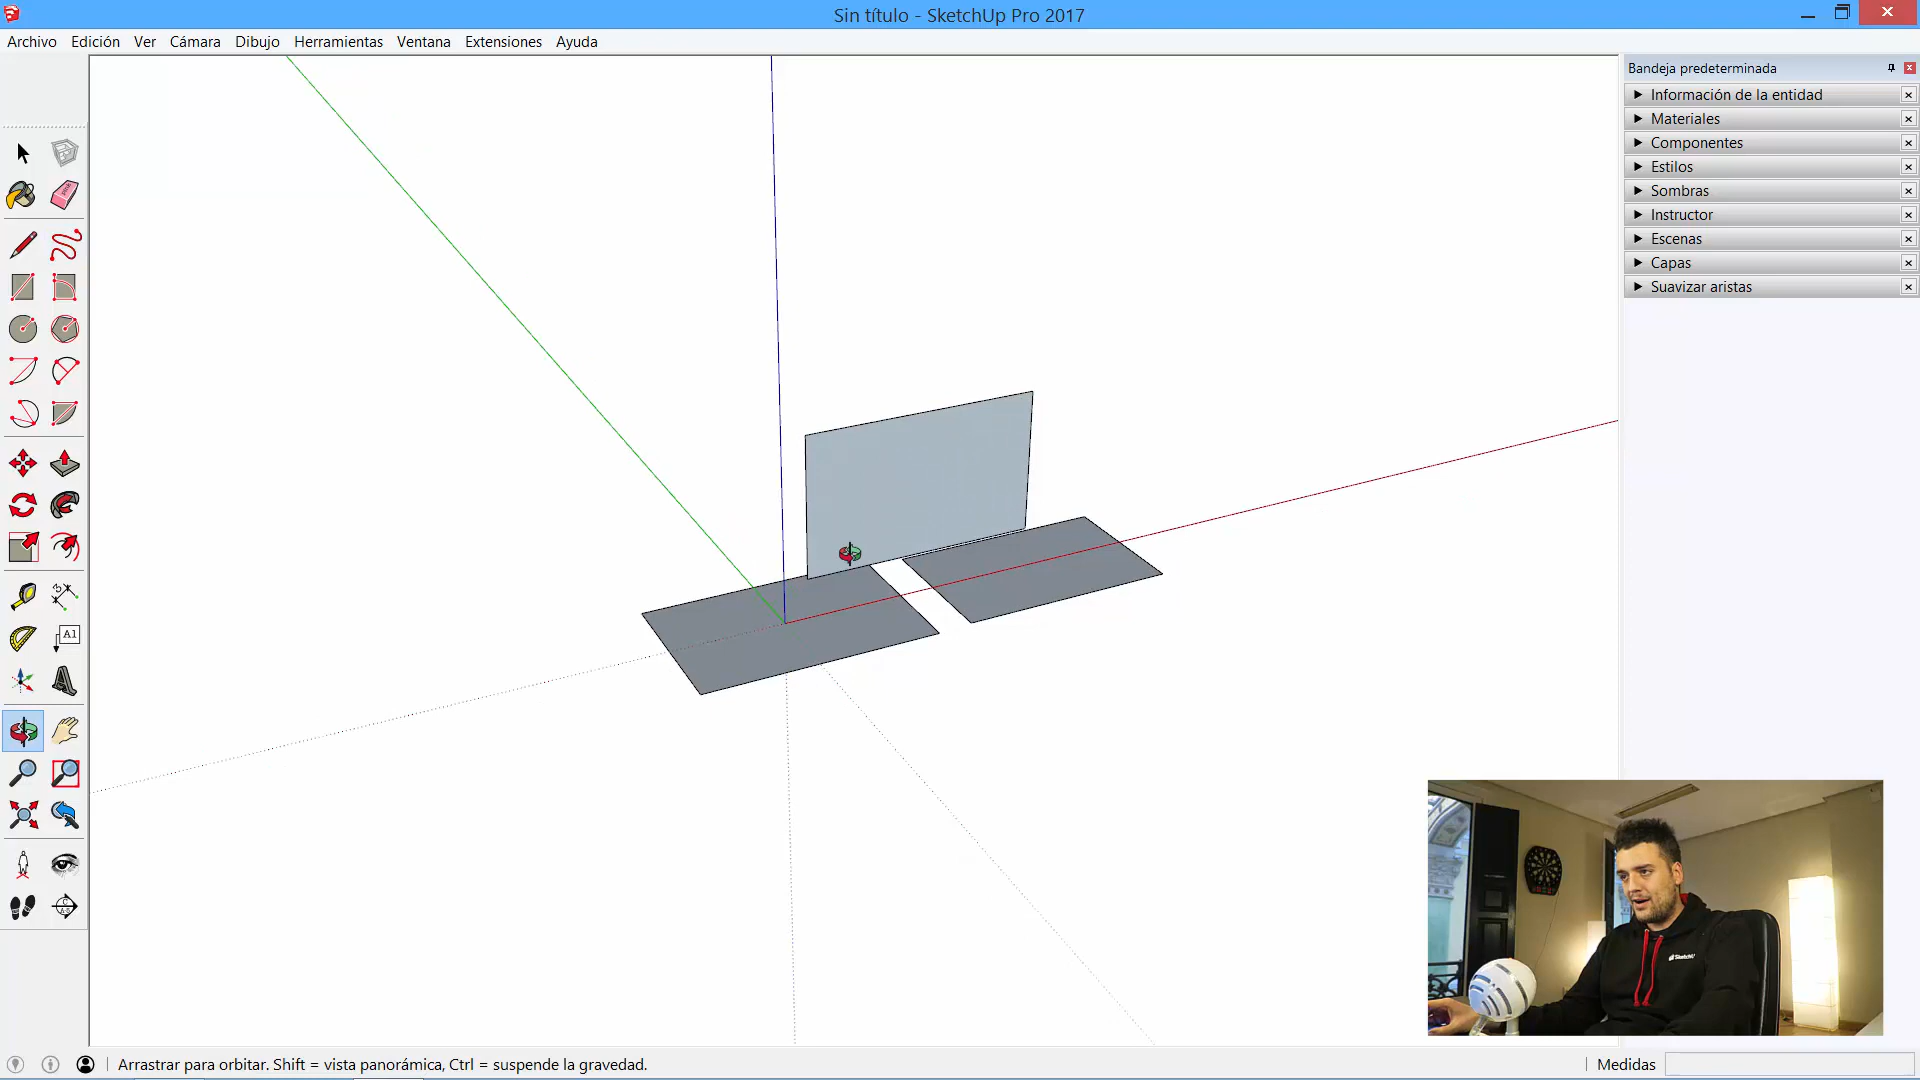 Sin título - SketchUp Pro 2017
Archivo Edición Ver Cámara Dibujo Herramientas Ventana Extensiones Ayuda
Bandeja predeterminada
Información de la entidad
Materiales
Componentes
Estilos
Sombras
Instructor
Escenas
Capas
Suavizar aristas
A1
Arrastrar para orbitar. Shift = vista panorámica, Ctrl = suspende la gravedad.
Medidas